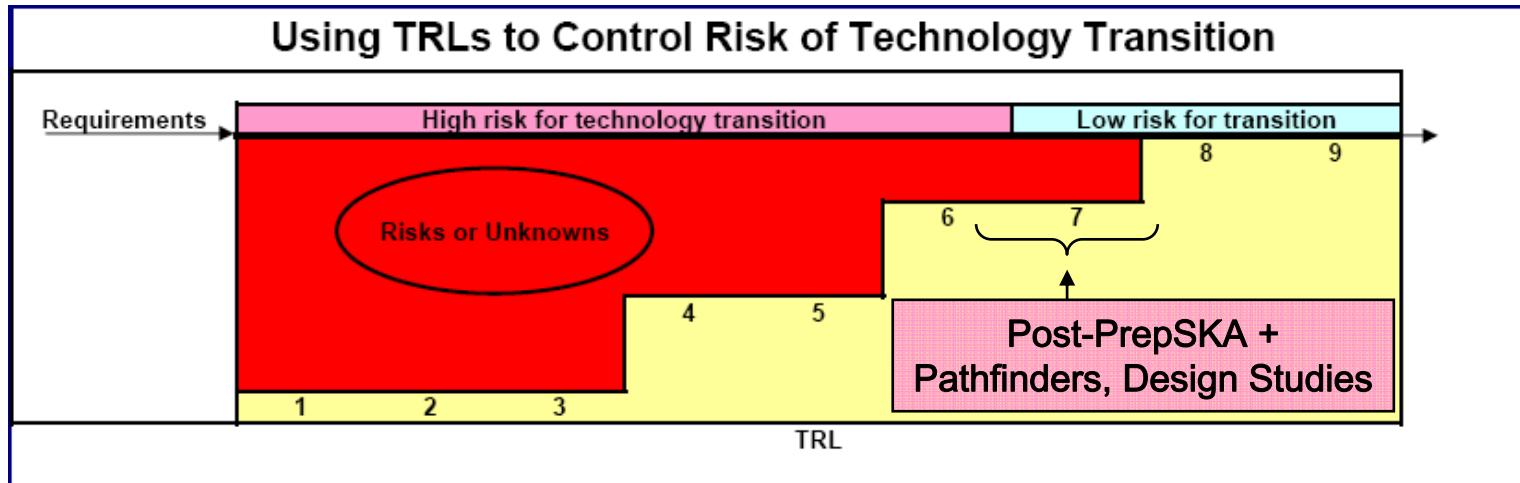 Using TRLs to Control Risk of Technology Transition
Requirements
High risk for technology transition
Low risk for transition
8
9
6
7
Risks or Unknowns
4
5
Post-PrepSKA +
Pathfinders, Design Studies
1
2
3
TRL